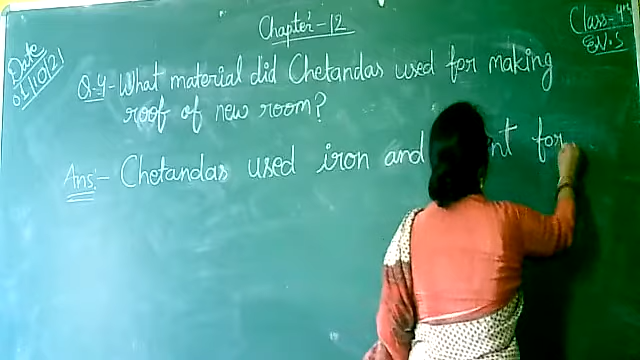 Chapter-12
Class-4th
E.V.S
Date
01/10/21
Q-4-What material did Chetandas used for making
roof of new room?
Ans:- Chetandas used iron and nt for